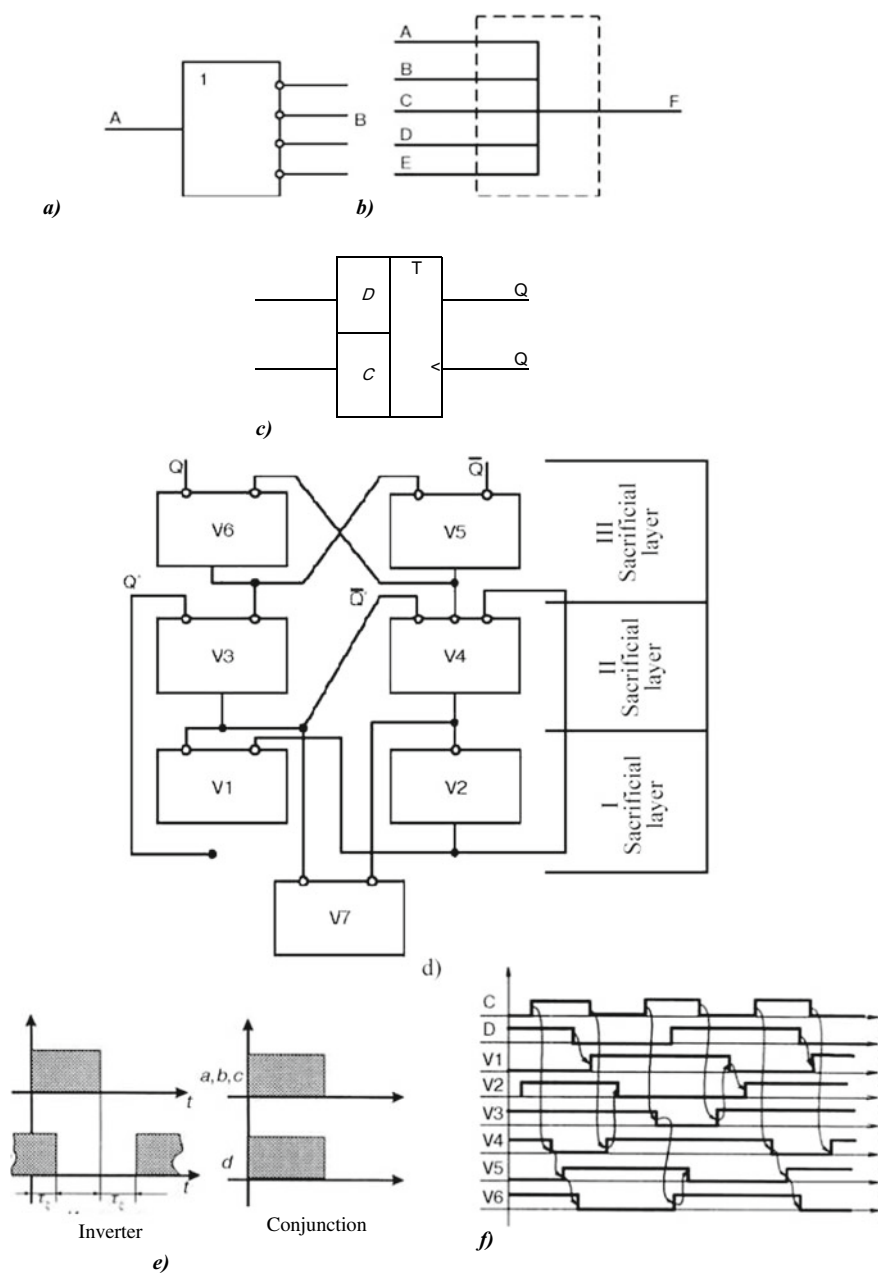 A
1
B
a)
A
B
C
D
E
F
b)
D
C
T
<
Q
Q
c)
Q
Q̅
V6
V5
III
Sacrificial
layer
Q'
Q̅'
V3
V4
II
Sacrificial
layer
V1
V2
I
Sacrificial
layer
V7
d)
t
t
τ
τ
Inverter
a, b, c
d
Conjunction
e)
C
D
V1
V2
V3
V4
V5
V6
f)